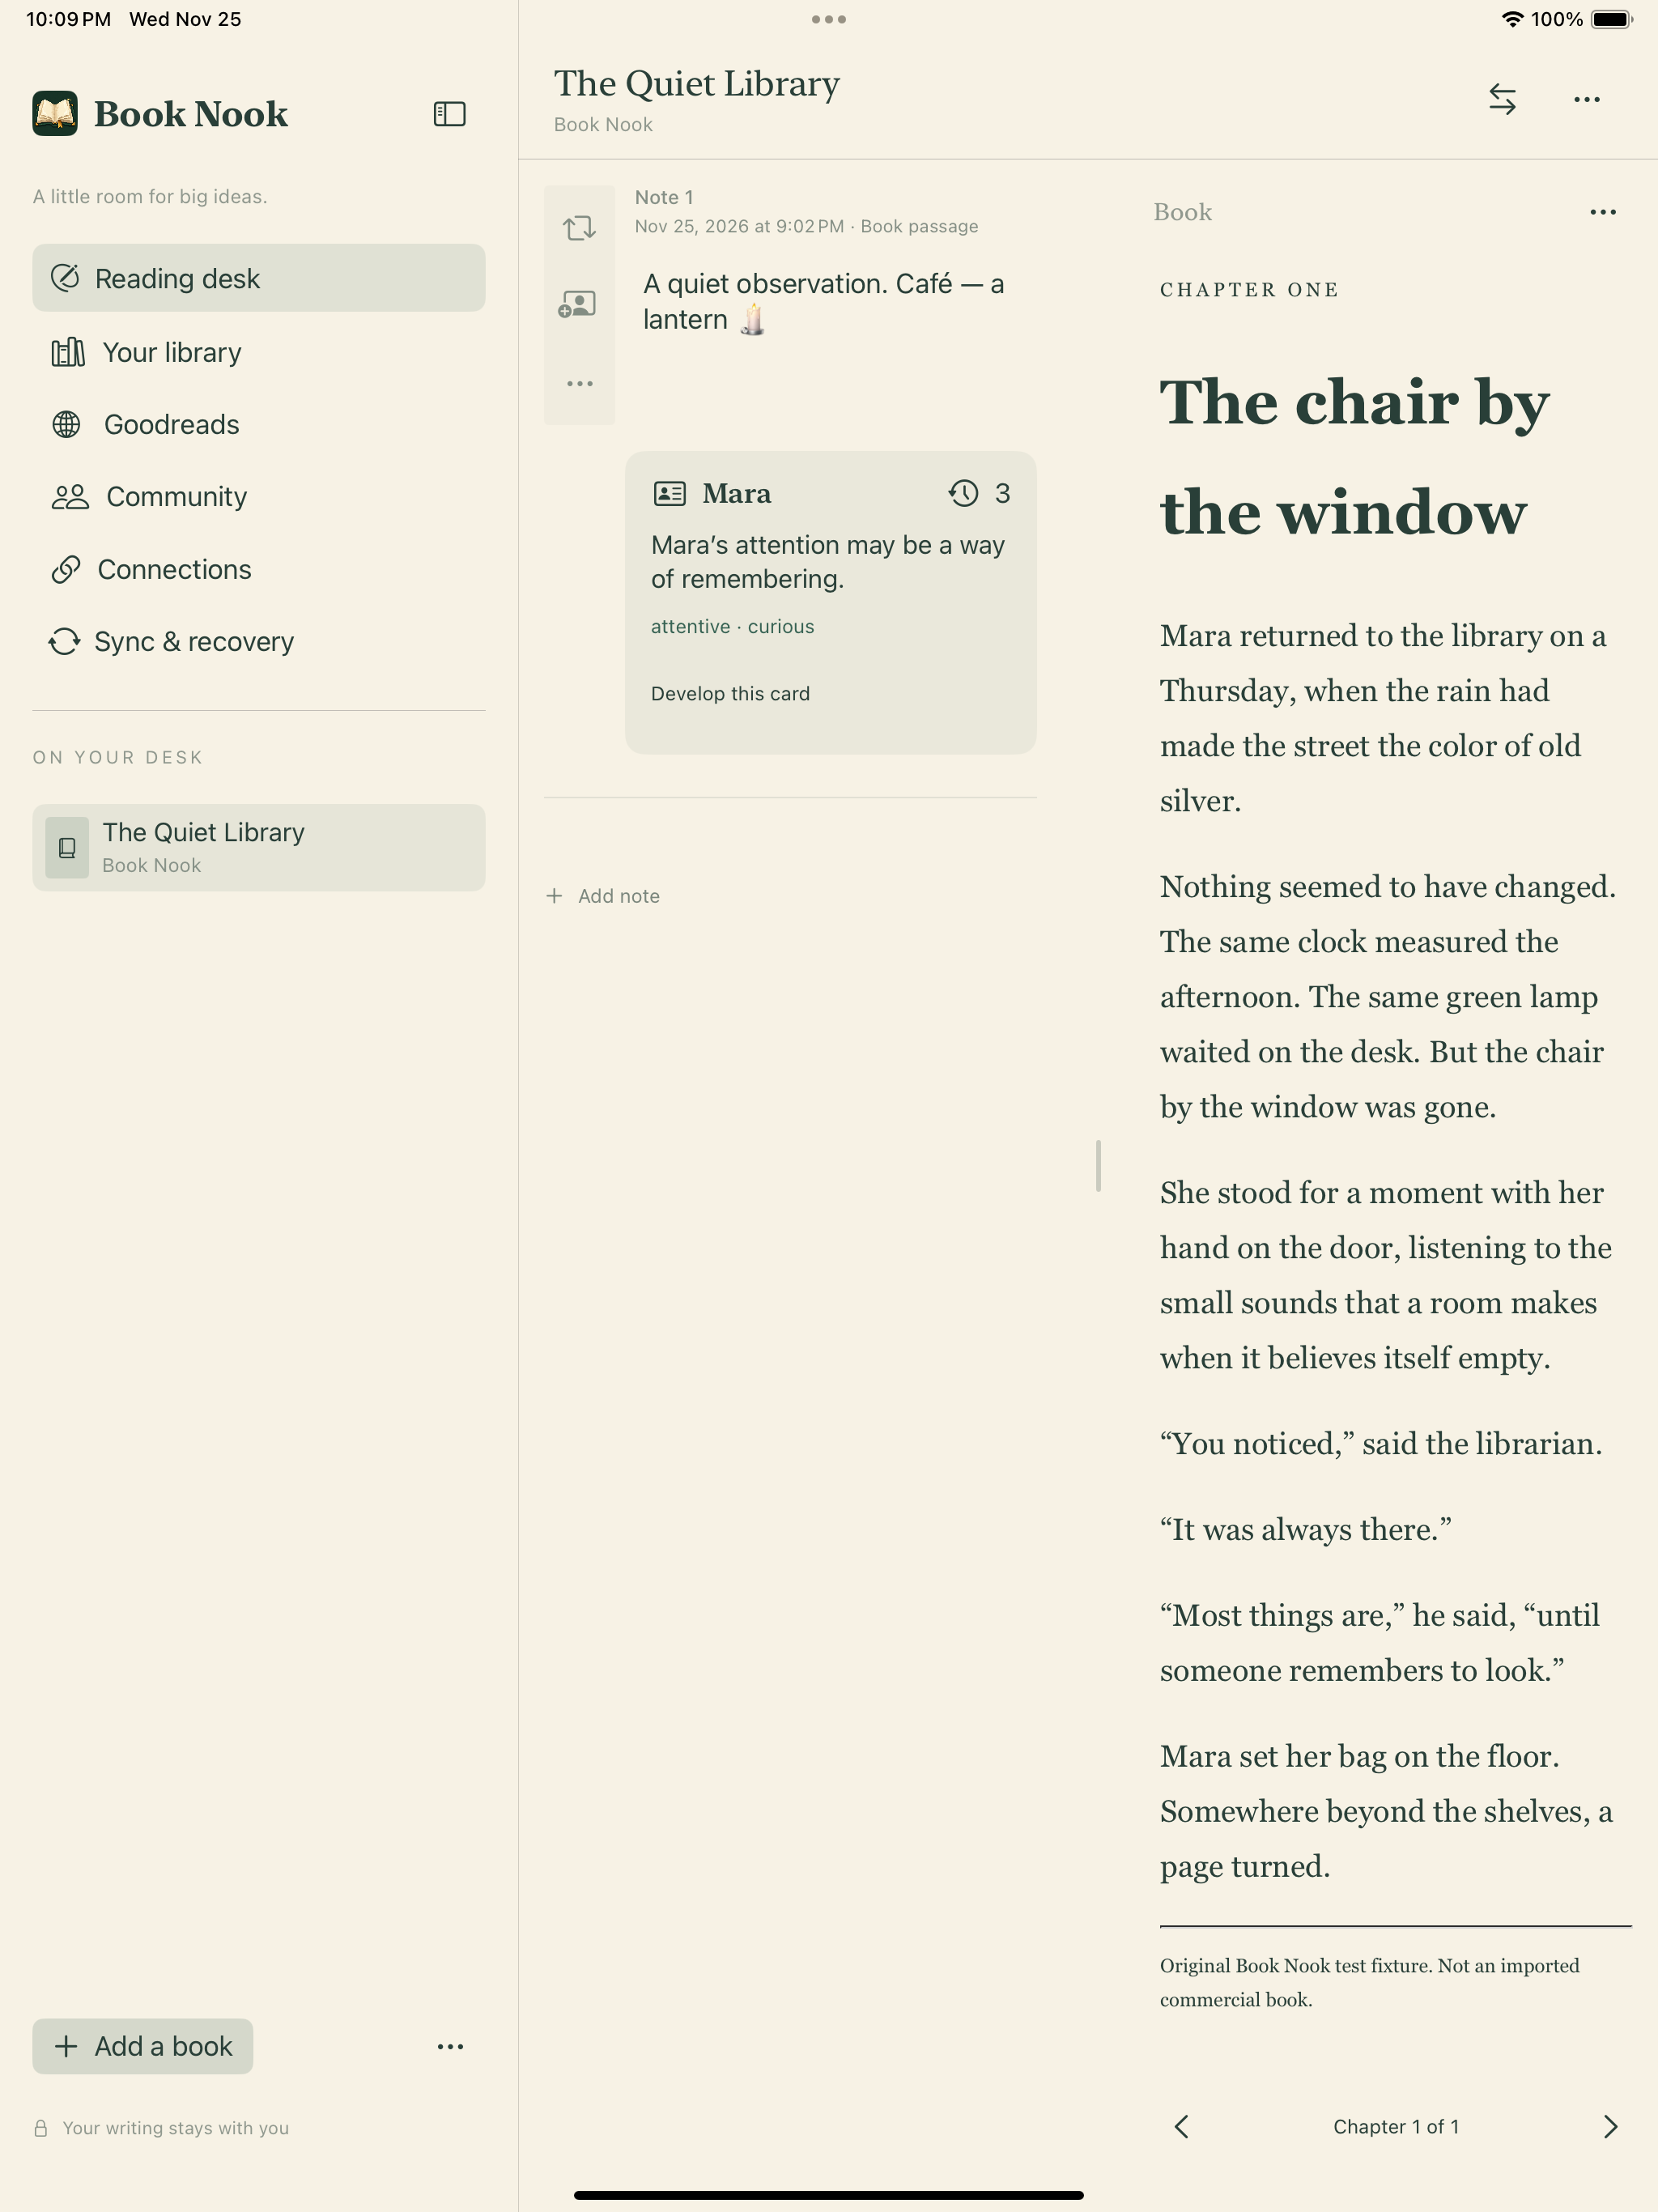 10:09 PM Wed Nov 25
100%
Book Nook
A little room for big ideas.
Reading desk
Your library
Goodreads
Community
Connections
Sync & recovery
ON YOUR DESK
The Quiet Library
Book Nook
Add a book
Your writing stays with you
The Quiet Library
Book Nook
Note 1
Nov 25, 2026 at 9:02 PM · Book passage
A quiet observation. Café — a
lantern 🕯️
Mara
3
Mara’s attention may be a way
of remembering.
attentive · curious
Develop this card
Add note
Book
CHAPTER ONE
The chair by
the window
Mara returned to the library on a
Thursday, when the rain had
made the street the color of old
silver.
Nothing seemed to have changed.
The same clock measured the
afternoon. The same green lamp
waited on the desk. But the chair
by the window was gone.
She stood for a moment with her
hand on the door, listening to the
small sounds that a room makes
when it believes itself empty.
“You noticed,” said the librarian.
“It was always there.”
“Most things are,” he said, “until
someone remembers to look.”
Mara set her bag on the floor.
Somewhere beyond the shelves, a
page turned.
Original Book Nook test fixture. Not an imported
commercial book.
Chapter 1 of 1